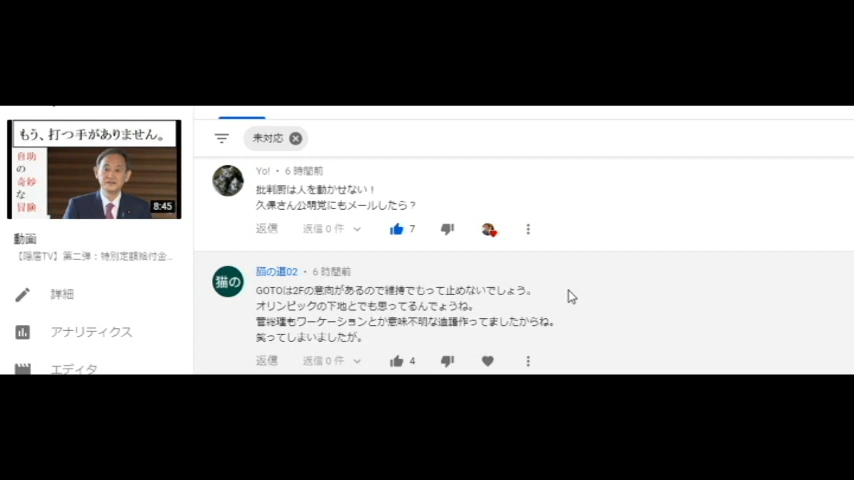 もう、打つ手がありません。
自助
の
奇妙
な
冒険
8:45
動画
【隠居TV】第二弾：特別定額給付金...
詳細
アナリティクス
エディタ
未対応
Yo! • 6 時間前
批判厨は人を動かせない！
久保さん公明党にもメールしたら？
返信 返信 0 件 7
猫の
猫の道02 • 6 時間前
GOTOは2Fの意向があるので維持でもって止めないでしょう。
オリンピックの下地とでも思ってるんでょうね。
菅総理もワーケーションとか意味不明な造語作ってましたからね。
笑ってしまいましたが。
返信 返信 0 件 4